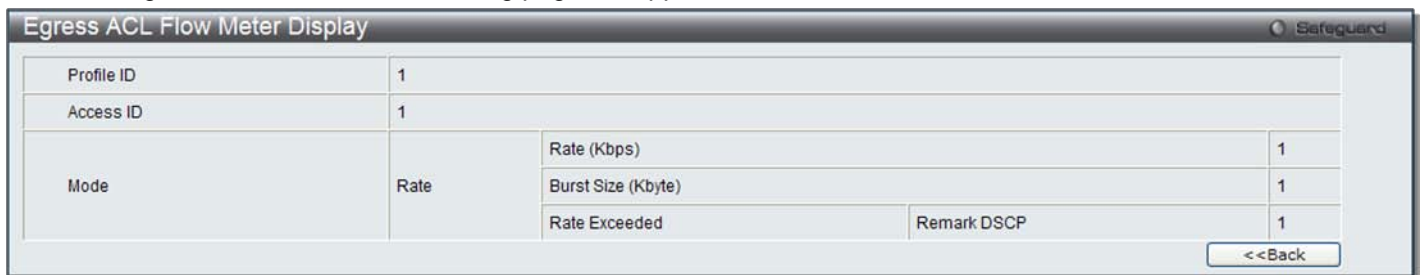 Egress ACL Flow Meter Display Safeguard
Profile ID 1
Access ID 1
Mode Rate Rate (Kbps) 1
Burst Size (Kbyte) 1
Rate Exceeded Remark DSCP 1
<<Back